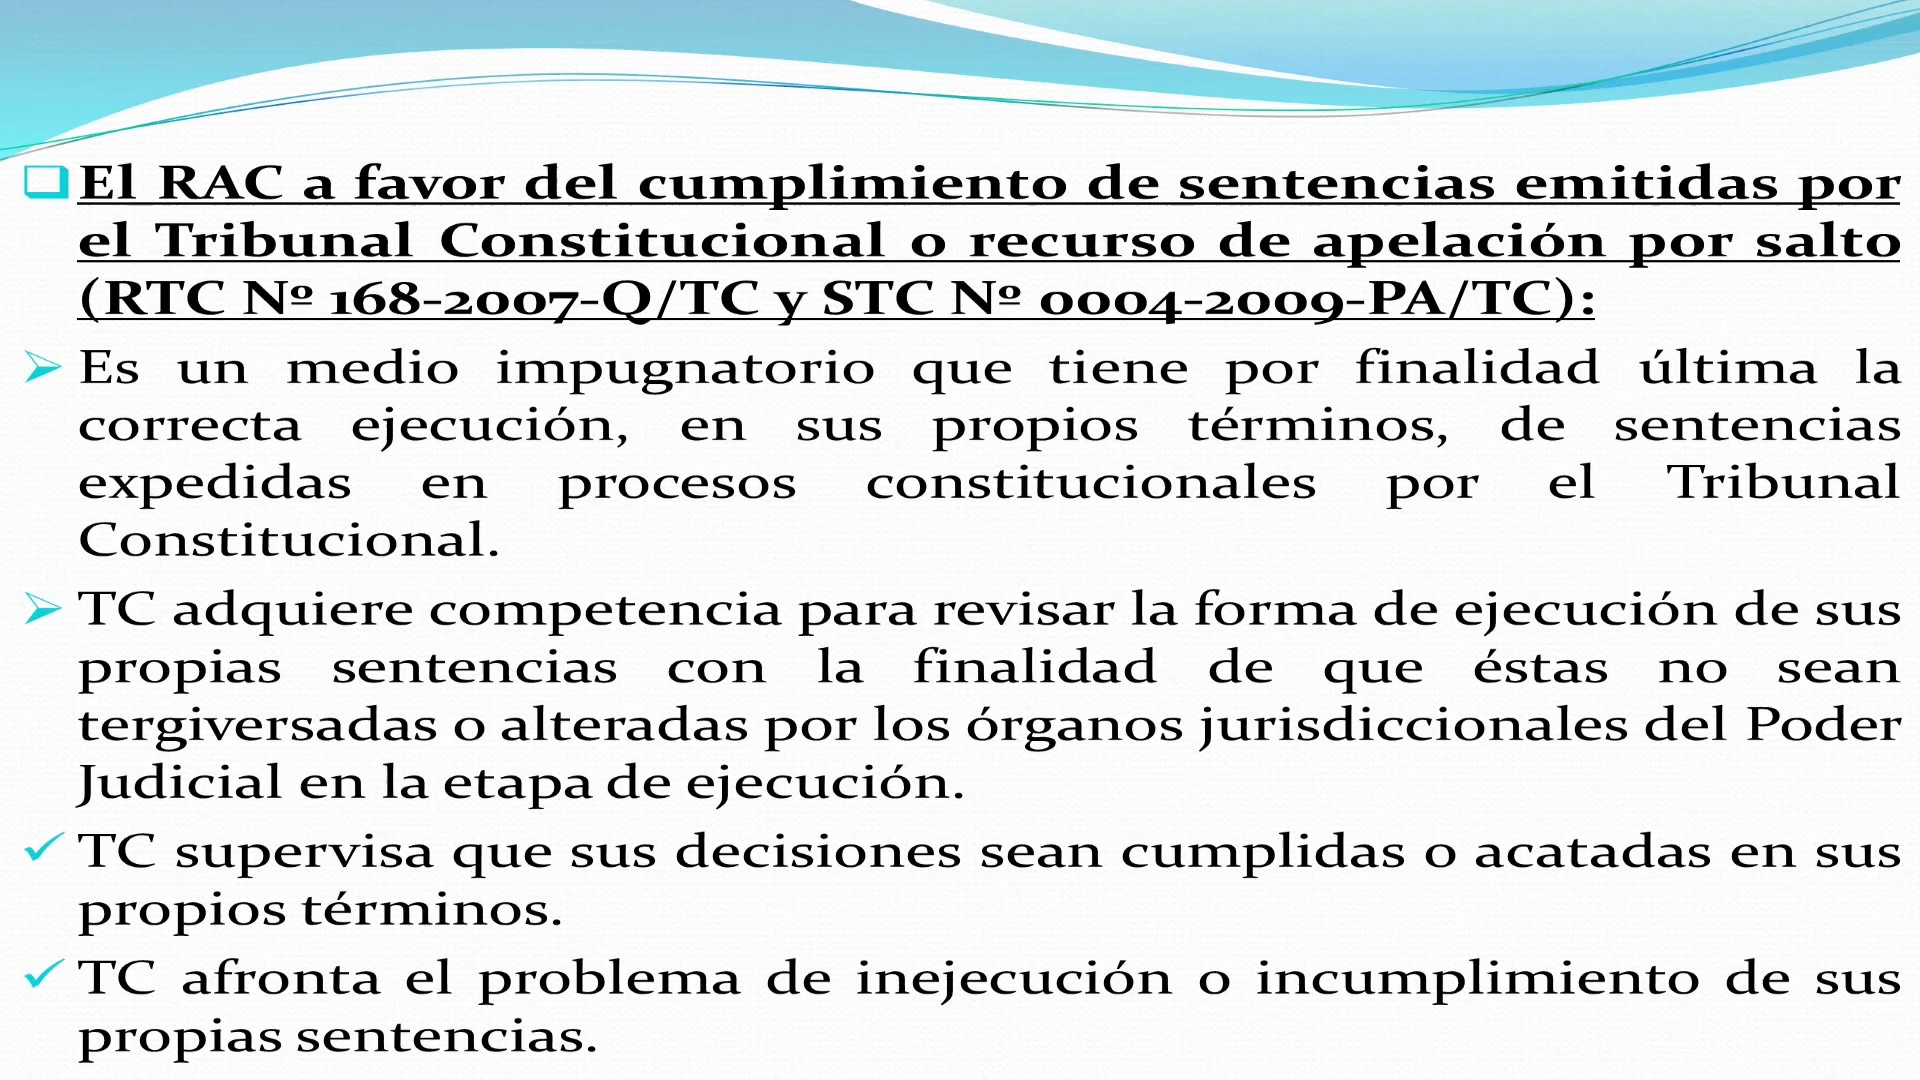 El RAC a favor del cumplimiento de sentencias emitidas por
el Tribunal Constitucional o recurso de apelación por salto
(RTC Nº 168-2007-Q/TC y STC Nº 0004-2009-PA/TC):
Es un medio impugnatorio que tiene por finalidad última la
correcta ejecución, en sus propios términos, de sentencias
expedidas en procesos constitucionales por el Tribunal
Constitucional.
TC adquiere competencia para revisar la forma de ejecución de sus
propias sentencias con la finalidad de que éstas no sean
tergiversadas o alteradas por los órganos jurisdiccionales del Poder
Judicial en la etapa de ejecución.
TC supervisa que sus decisiones sean cumplidas o acatadas en sus
propios términos.
TC afronta el problema de inejecución o incumplimiento de sus
propias sentencias.